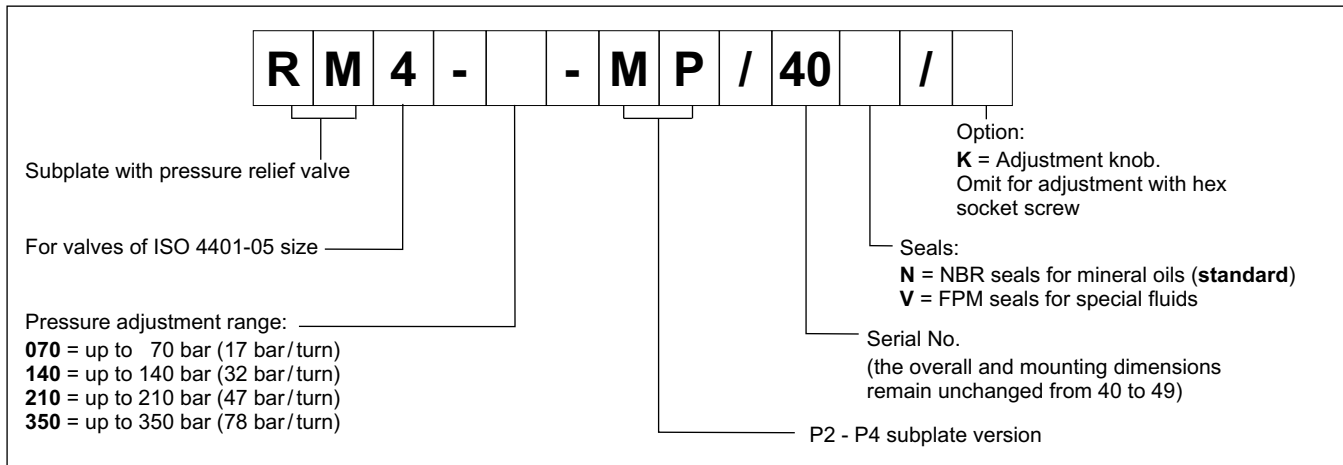 R M 4 - - M P / 40 /
Subplate with pressure relief valve
For valves of ISO 4401-05 size
Pressure adjustment range:
070 = up to 70 bar (17 bar/turn)
140 = up to 140 bar (32 bar/turn)
210 = up to 210 bar (47 bar/turn)
350 = up to 350 bar (78 bar/turn)
Option:
K = Adjustment knob.
Omit for adjustment with hex
socket screw
Seals:
N = NBR seals for mineral oils (standard)
V = FPM seals for special fluids
Serial No.
(the overall and mounting dimensions
remain unchanged from 40 to 49)
P2 - P4 subplate version